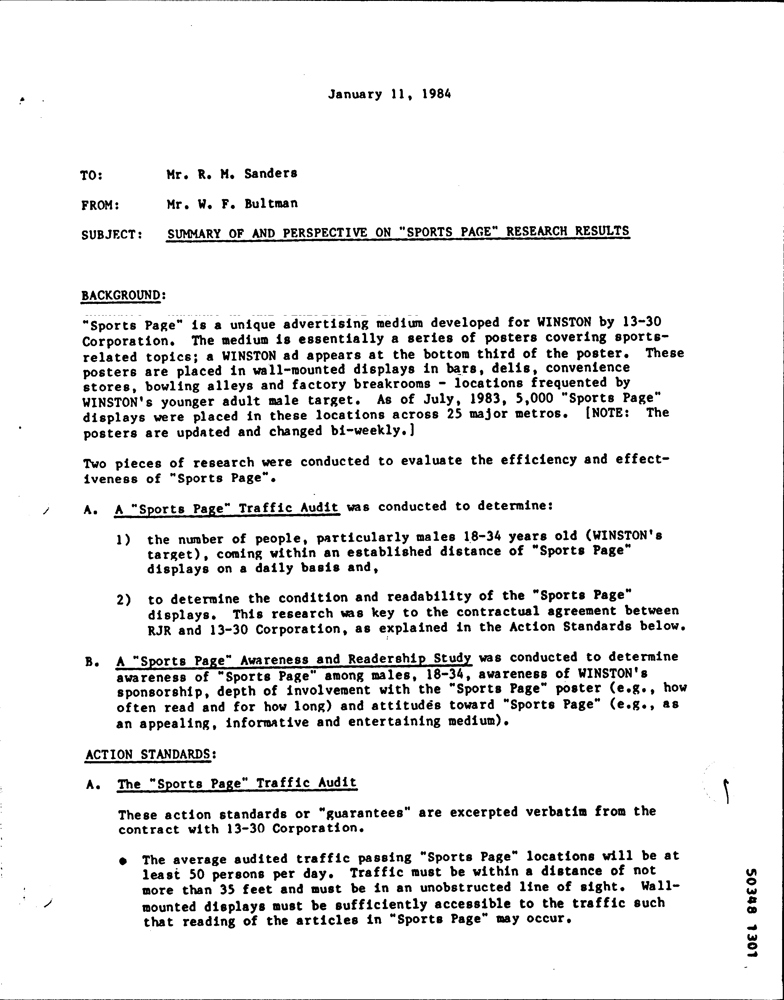 January 11, 1984
TO: Mr. R. M. Sanders
FROM: Mr. W. F. Bultman
SUBJECT: SUMMARY OF AND PERSPECTIVE ON "SPORTS PAGE" RESEARCH RESULTS
BACKGROUND:
"Sports Page" is a unique advertising medium developed for WINSTON by 13-30
Corporation. The medium is essentially a series of posters covering sports-
related topics; a WINSTON ad appears at the bottom third of the poster. These
posters are placed in wall-mounted displays in bars, delis, convenience
stores, bowling alleys and factory breakrooms - locations frequented by
WINSTON's younger adult male target. As of July, 1983, 5,000 "Sports Page"
displays were placed in these locations across 25 major metros. [NOTE: The
posters are updated and changed bi-weekly.]
Two pieces of research were conducted to evaluate the efficiency and effect-
iveness of "Sports Page".
A. A "Sports Page" Traffic Audit was conducted to determine:
1) the number of people, particularly males 18-34 years old (WINSTON's
target), coming within an established distance of "Sports Page"
displays on a daily basis and,
2) to determine the condition and readability of the "Sports Page"
displays. This research was key to the contractual agreement between
RJR and 13-30 Corporation, as explained in the Action Standards below.
B. A "Sports Page" Awareness and Readership Study was conducted to determine
awareness of "Sports Page" among males, 18-34, awareness of WINSTON's
sponsorship, depth of involvement with the "Sports Page" poster (e.g., how
often read and for how long) and attitudes toward "Sports Page" (e.g., as
an appealing, informative and entertaining medium).
ACTION STANDARDS:
A. The "Sports Page" Traffic Audit
These action standards or "guarantees" are excerpted verbatim from the
contract with 13-30 Corporation.
● The average audited traffic passing "Sports Page" locations will be at
least 50 persons per day. Traffic must be within a distance of not
more than 35 feet and must be in an unobstructed line of sight. Wall-
mounted displays must be sufficiently accessible to the traffic such
that reading of the articles in "Sports Page" may occur.
50348 1301